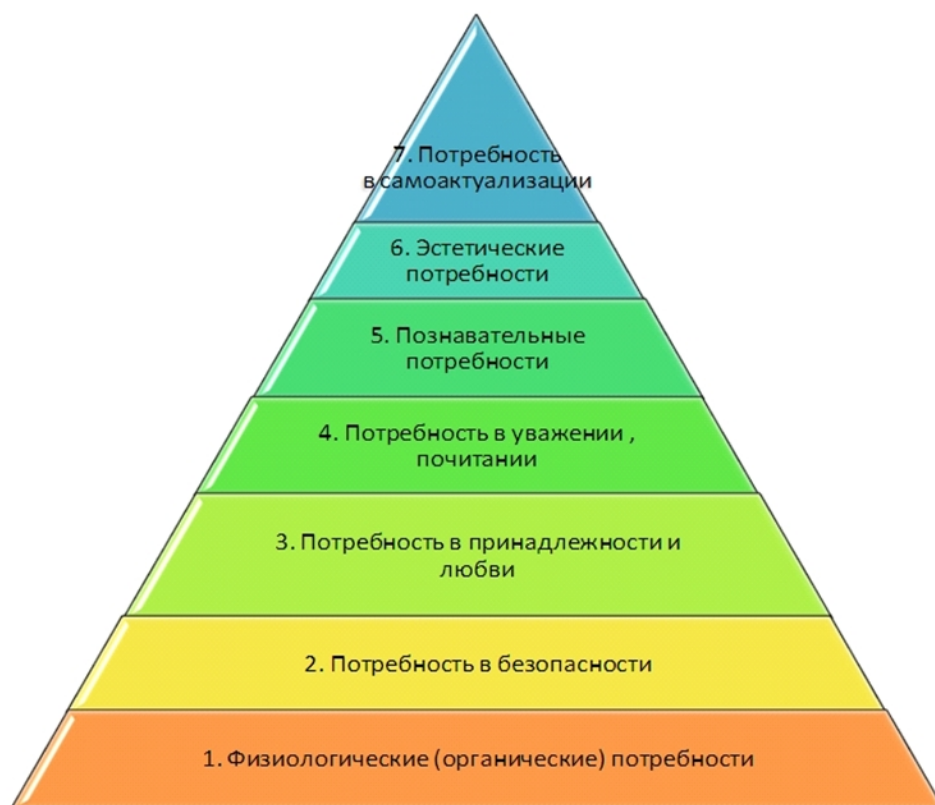 7. Потребность
в самоактуализации
6. Эстетические
потребности
5. Познавательные
потребности
4. Потребность в уважении ,
почитании
3. Потребность в принадлежности и
любви
2. Потребность в безопасности
1. Физиологические (органические) потребности